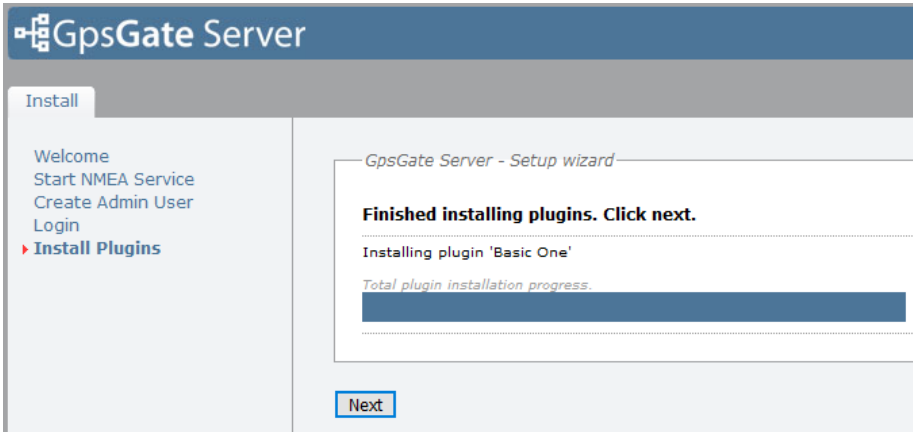 GpsGate Server
Install
Welcome
Start NMEA Service
Create Admin User
Login
Install Plugins
GpsGate Server - Setup wizard
Finished installing plugins. Click next.
Installing plugin 'Basic One'
Total plugin installation progress.
Next